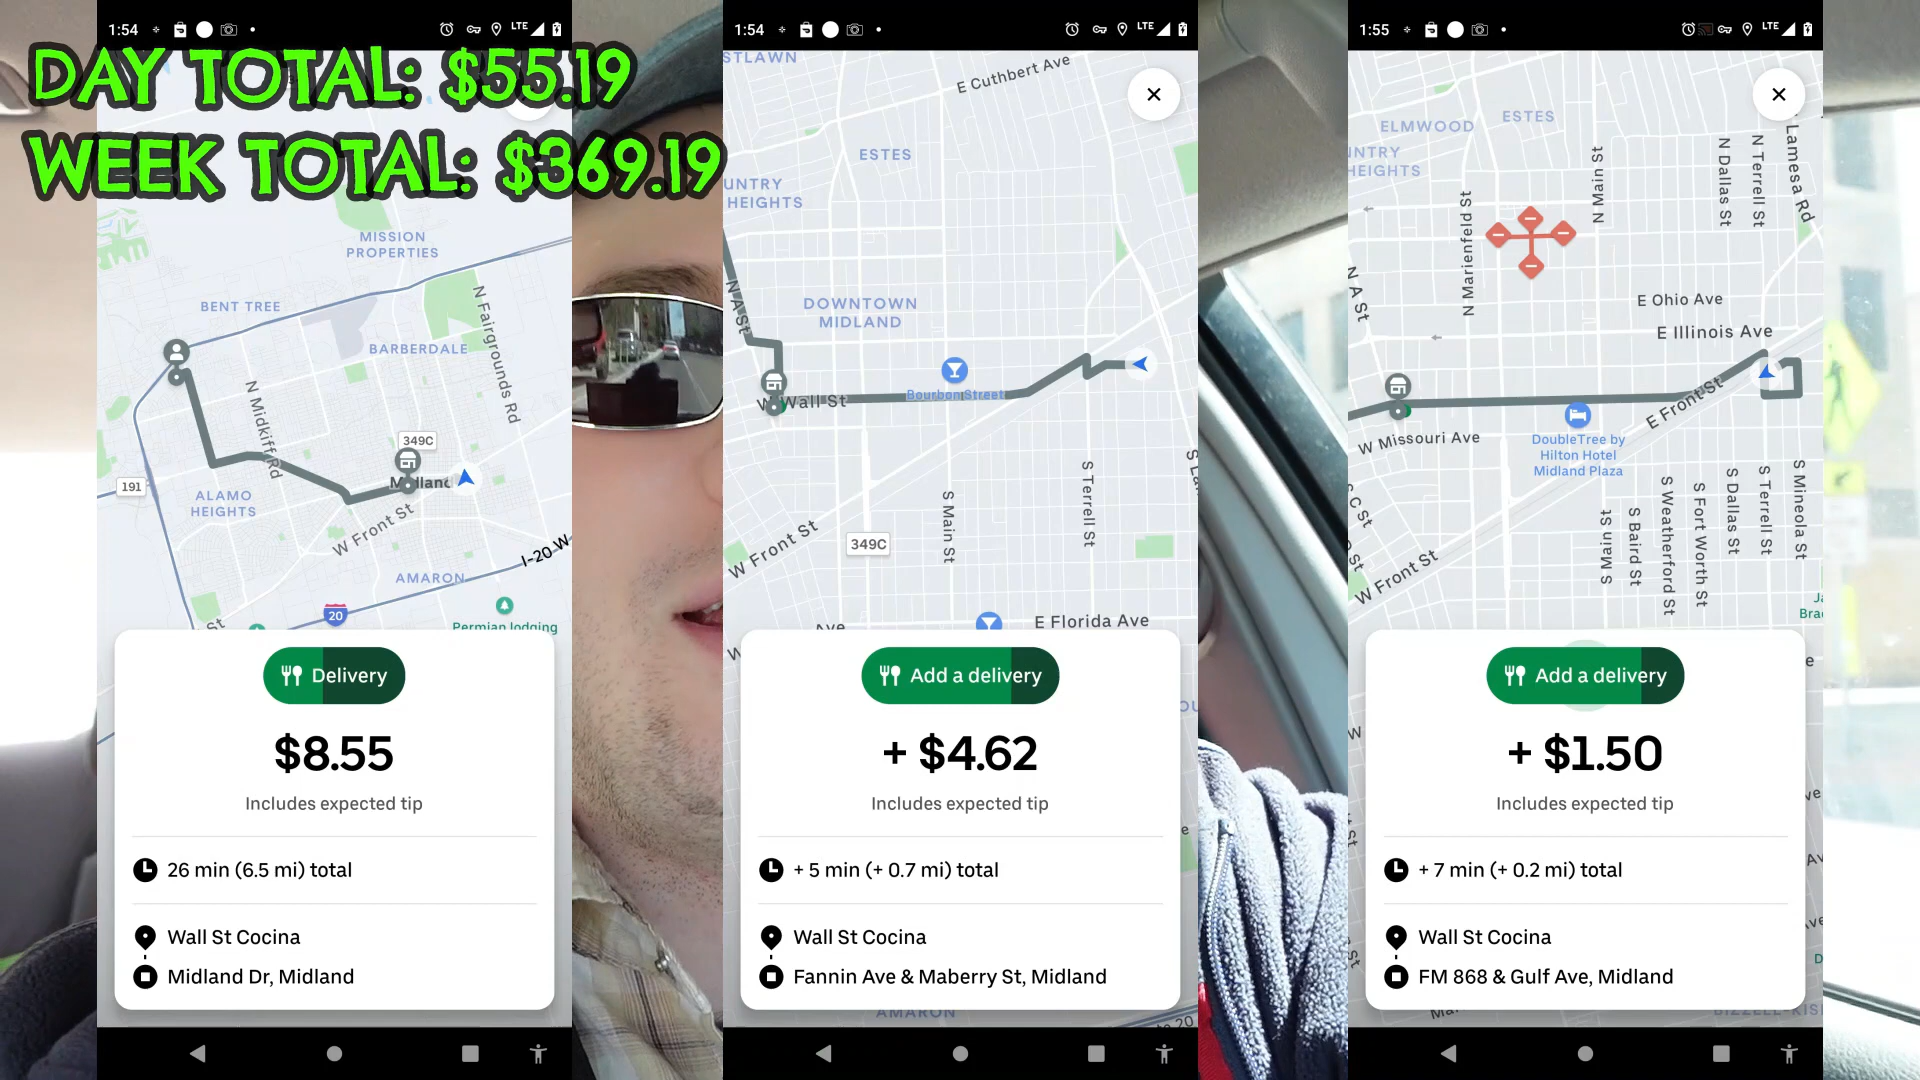 DAY TOTAL: $55.19
WEEK TOTAL: $369.19
1:54
LTE
MISSION
PROPERTIES
BENT TREE
N Fairgrounds Rd
BARBERDALE
N Midkiff Rd
349C
191
ALAMO
HEIGHTS
W Front St
I-20 W
AMARON
20
St
Permian lodging
Delivery
$8.55
Includes expected tip
26 min (6.5 mi) total
Wall St Cocina
Midland Dr, Midland
1:54
LTE
STLAWN
E Cuthbert Ave
ESTES
UNTRY
HEIGHTS
N A St
DOWNTOWN
MIDLAND
Bourbon Street
W Wall St
S Terrell St
S Main St
W Front St
349C
E Florida Ave
Add a delivery
+ $4.62
Includes expected tip
+ 5 min (+ 0.7 mi) total
Wall St Cocina
Fannin Ave & Maberry St, Midland
AMARON
1:55
LTE
ESTES
ELMWOOD
NTRY
HEIGHTS
N Main St
N Dallas St
N Terrell St
Lamesa Rd
N Marienfeld St
N A St
E Ohio Ave
E Illinois Ave
E Front St
W Missouri Ave
DoubleTree by
Hilton Hotel
Midland Plaza
S Main St
S Baird St
S Weatherford St
S Fort Worth St
S Dallas St
S Terrell St
S Mineola St
W Front St
Add a delivery
+ $1.50
Includes expected tip
+ 7 min (+ 0.2 mi) total
Wall St Cocina
FM 868 & Gulf Ave, Midland